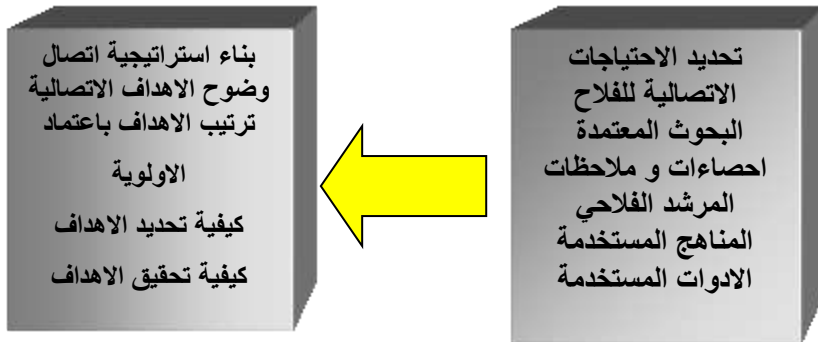 تحديد الاحتياجات
الاتصالية للفلاح
البحوث المعتمدة
احصاءات و ملاحظات
المرشد الفلاحي
المناهج المستخدمة
الادوات المستخدمة
بناء استراتيجية اتصال
وضوح الاهداف الاتصالية
ترتيب الاهداف باعتماد
الاولوية
كيفية تحديد الاهداف
كيفية تحقيق الاهداف